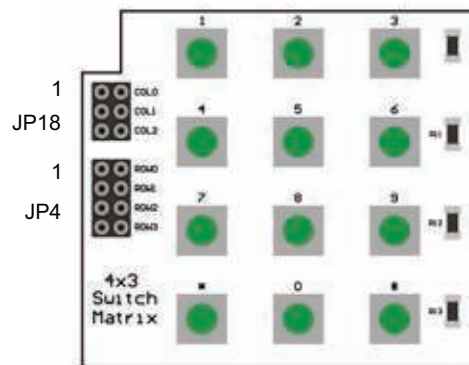 1 2 3
1 COL0
COL1
JP18 COL2
4 5 6
1 ROW0
ROW1
JP4 ROW2
ROW3
7 8 9
4x3
Switch
Matrix
* 0 #